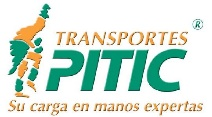 TRANSPORTES ®
PITIC
Su carga en manos expertas